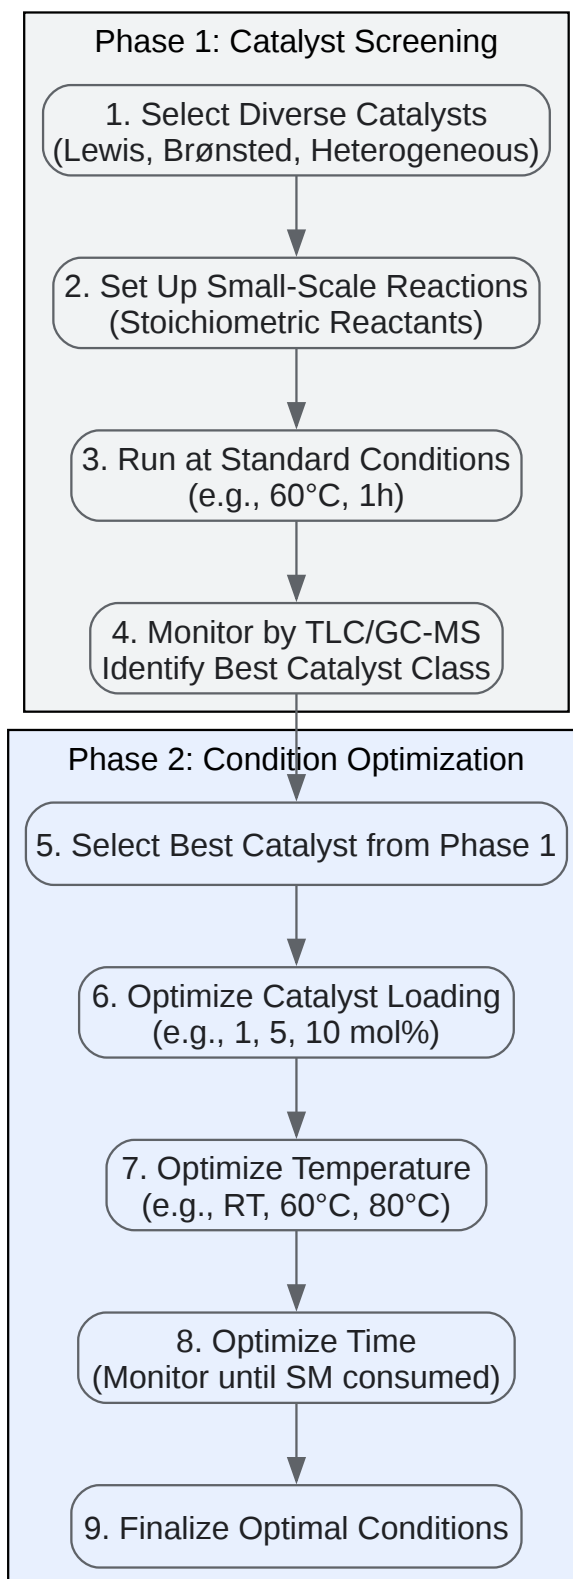 Phase 1: Catalyst Screening
1. Select Diverse Catalysts
(Lewis, Brønsted, Heterogeneous)
2. Set Up Small-Scale Reactions
(Stoichiometric Reactants)
3. Run at Standard Conditions
(e.g., 60°C, 1h)
4. Monitor by TLC/GC-MS
Identify Best Catalyst Class
Phase 2: Condition Optimization
5. Select Best Catalyst from Phase 1
6. Optimize Catalyst Loading
(e.g., 1, 5, 10 mol%)
7. Optimize Temperature
(e.g., RT, 60°C, 80°C)
8. Optimize Time
(Monitor until SM consumed)
9. Finalize Optimal Conditions